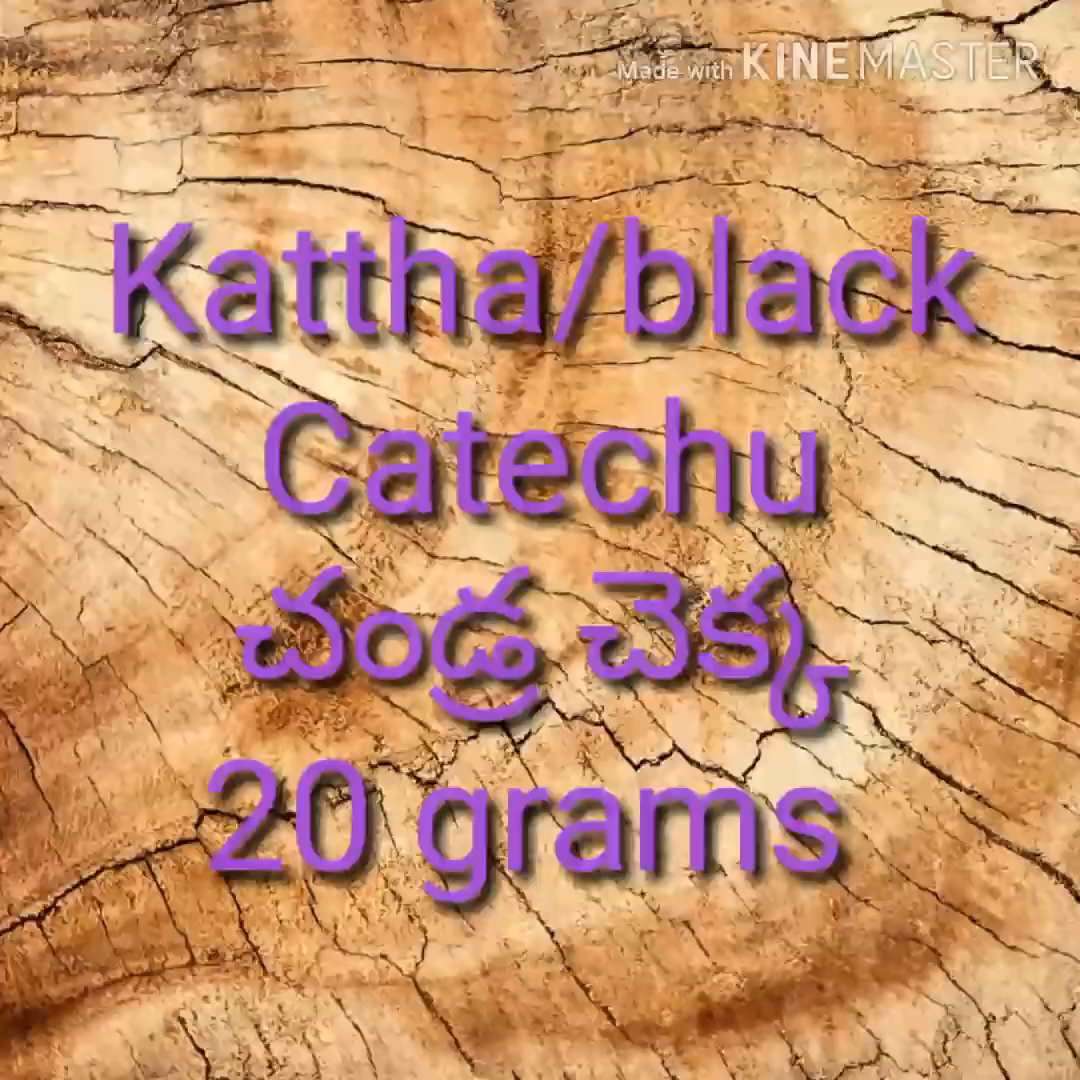 Made with KINEMASTER
Kattha/black
Catechu
చండ్ర చెక్క
20 grams